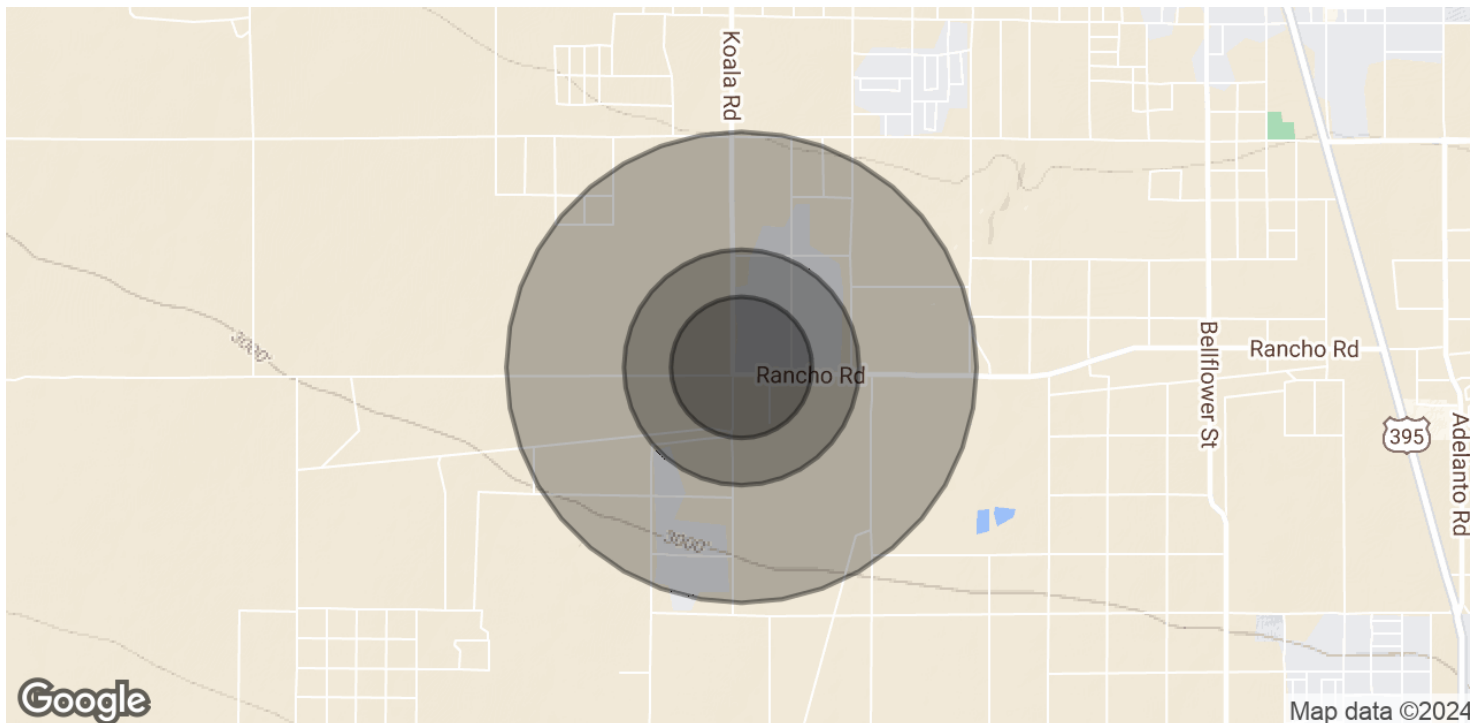 Koala Rd
Rancho Rd
Bellflower St
3000'
Rancho Rd
395
Adelanto Rd
3000'
Google
Map data ©2024